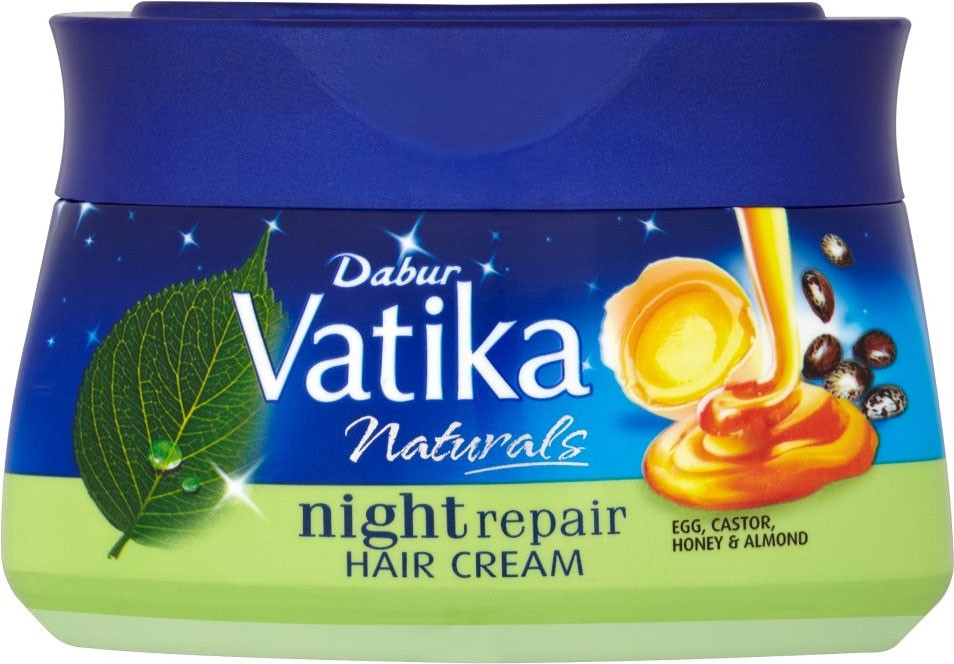 Dabur
Vatika
Naturals
night repair
HAIR CREAM
EGG, CASTOR,
HONEY & ALMOND